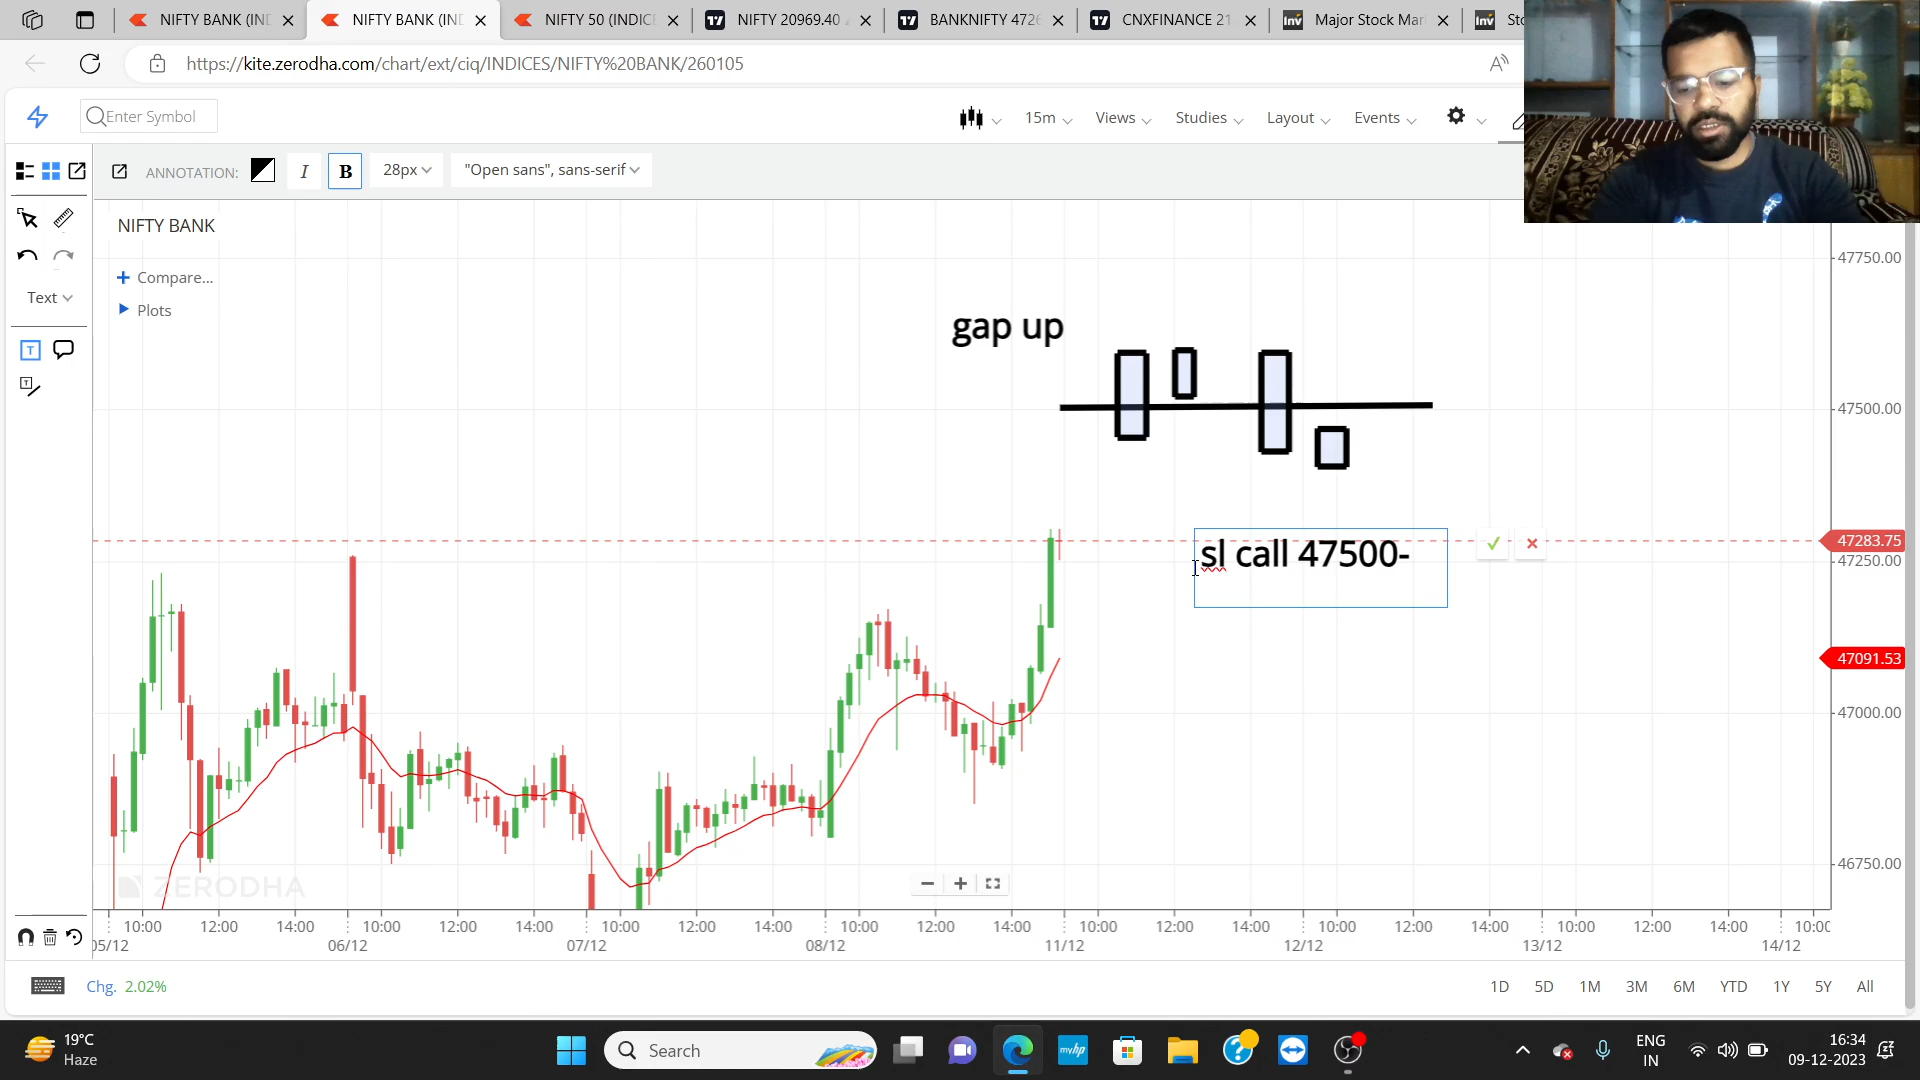 NIFTY BANK (IND
NIFTY BANK (IND
NIFTY 50 (INDICE
NIFTY 20969.40
BANKNIFTY 4726
CNXFINANCE 21
Major Stock Mar
Sto
https://kite.zerodha.com/chart/ext/ciq/INDICES/NIFTY%20BANK/260105
Enter Symbol
15m
Views
Studies
Layout
Events
ANNOTATION:
I
B
28px
"Open sans", sans-serif
NIFTY BANK
Compare...
Plots
Text
T
T
gap up
sl call 47500-
47750.00
47500.00
47283.75
47250.00
47091.53
47000.00
46750.00
ZERODHA
10:00 12:00 14:00 10:00 12:00 14:00 10:00 12:00 14:00 10:00 12:00 14:00 10:00 12:00 14:00 10:00 12:00 14:00 10:00 12:00 14:00 10:00
05/12 06/12 07/12 08/12 11/12 12/12 13/12 14/12
Chg. 2.02%
1D 5D 1M 3M 6M YTD 1Y 5Y All
19°C
Haze
Search
myhp
ENG
IN
16:34
09-12-2023